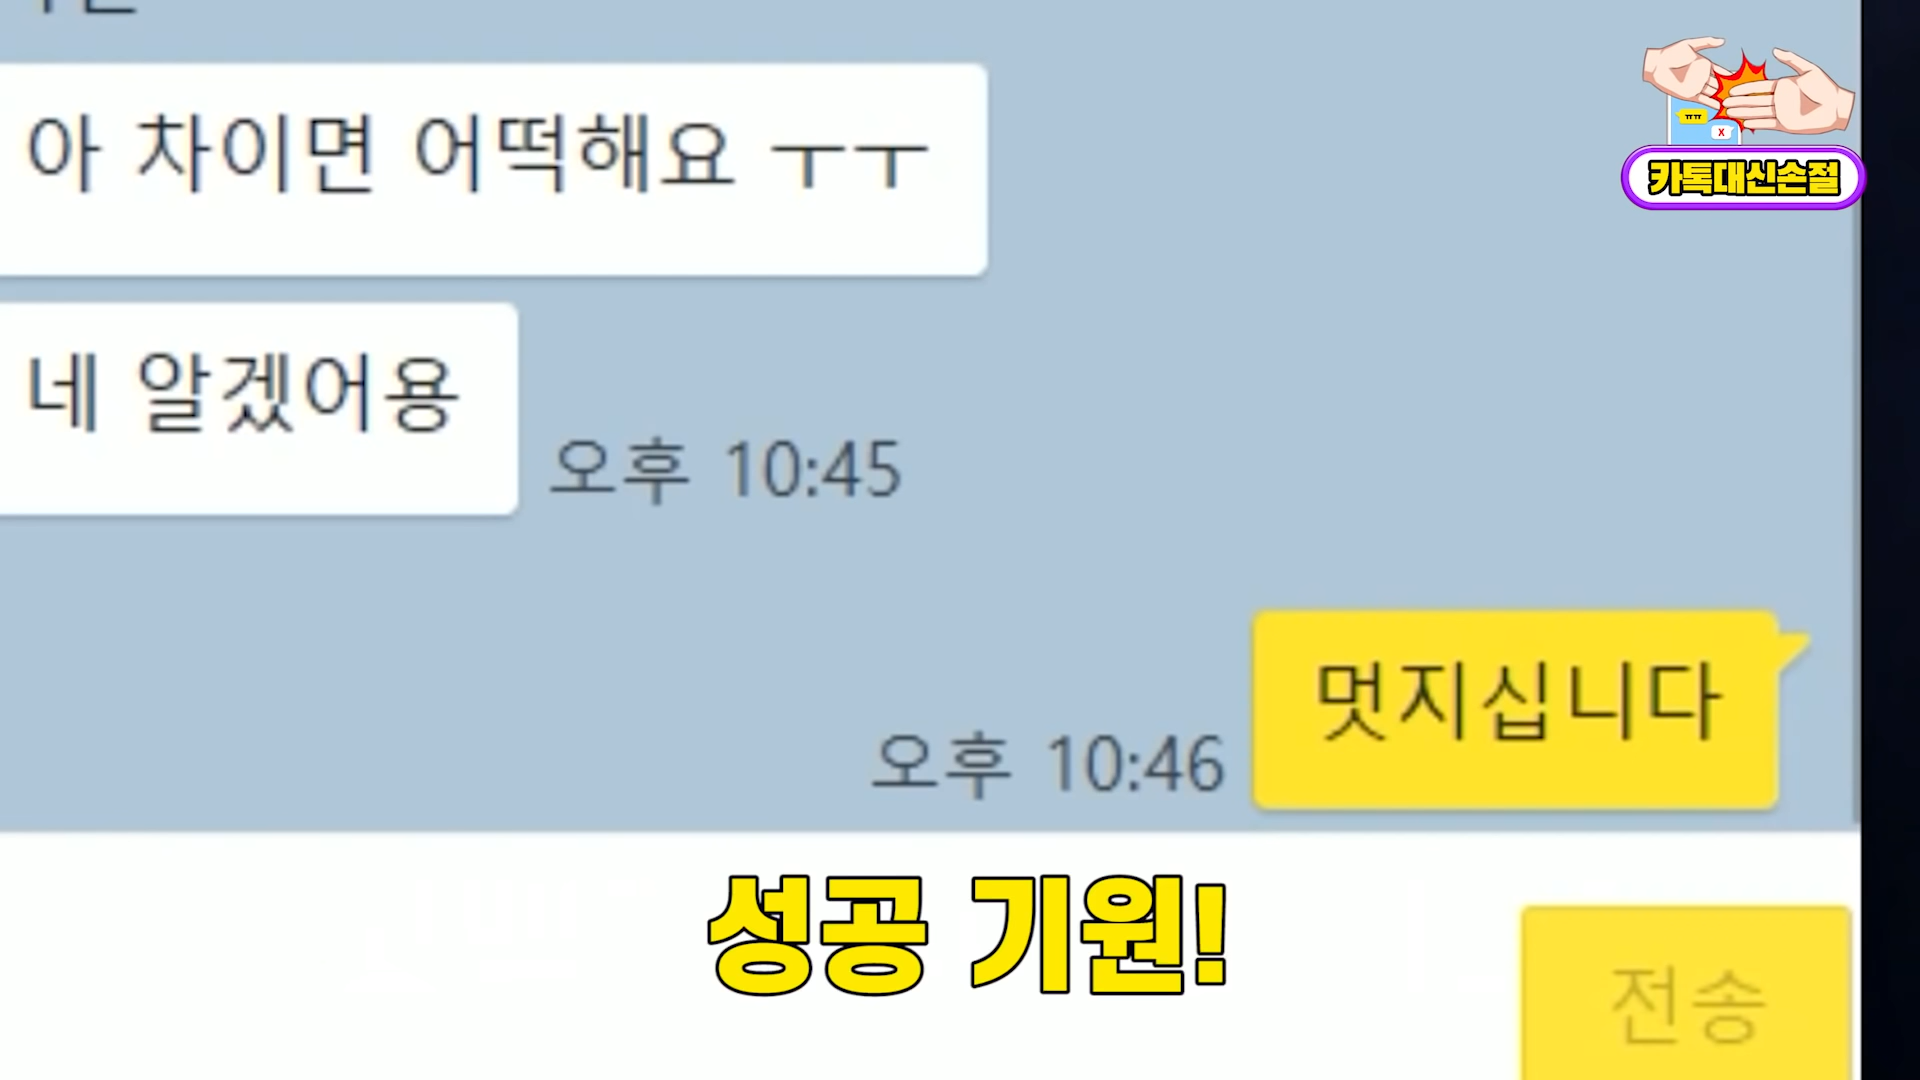 아 차이면 어떡해요 ㅜㅜ
네 알겠어용
오후 10:45
멋지십니다
오후 10:46
성공 기원!
전송
ㅠㅠ
X
카톡대신손절